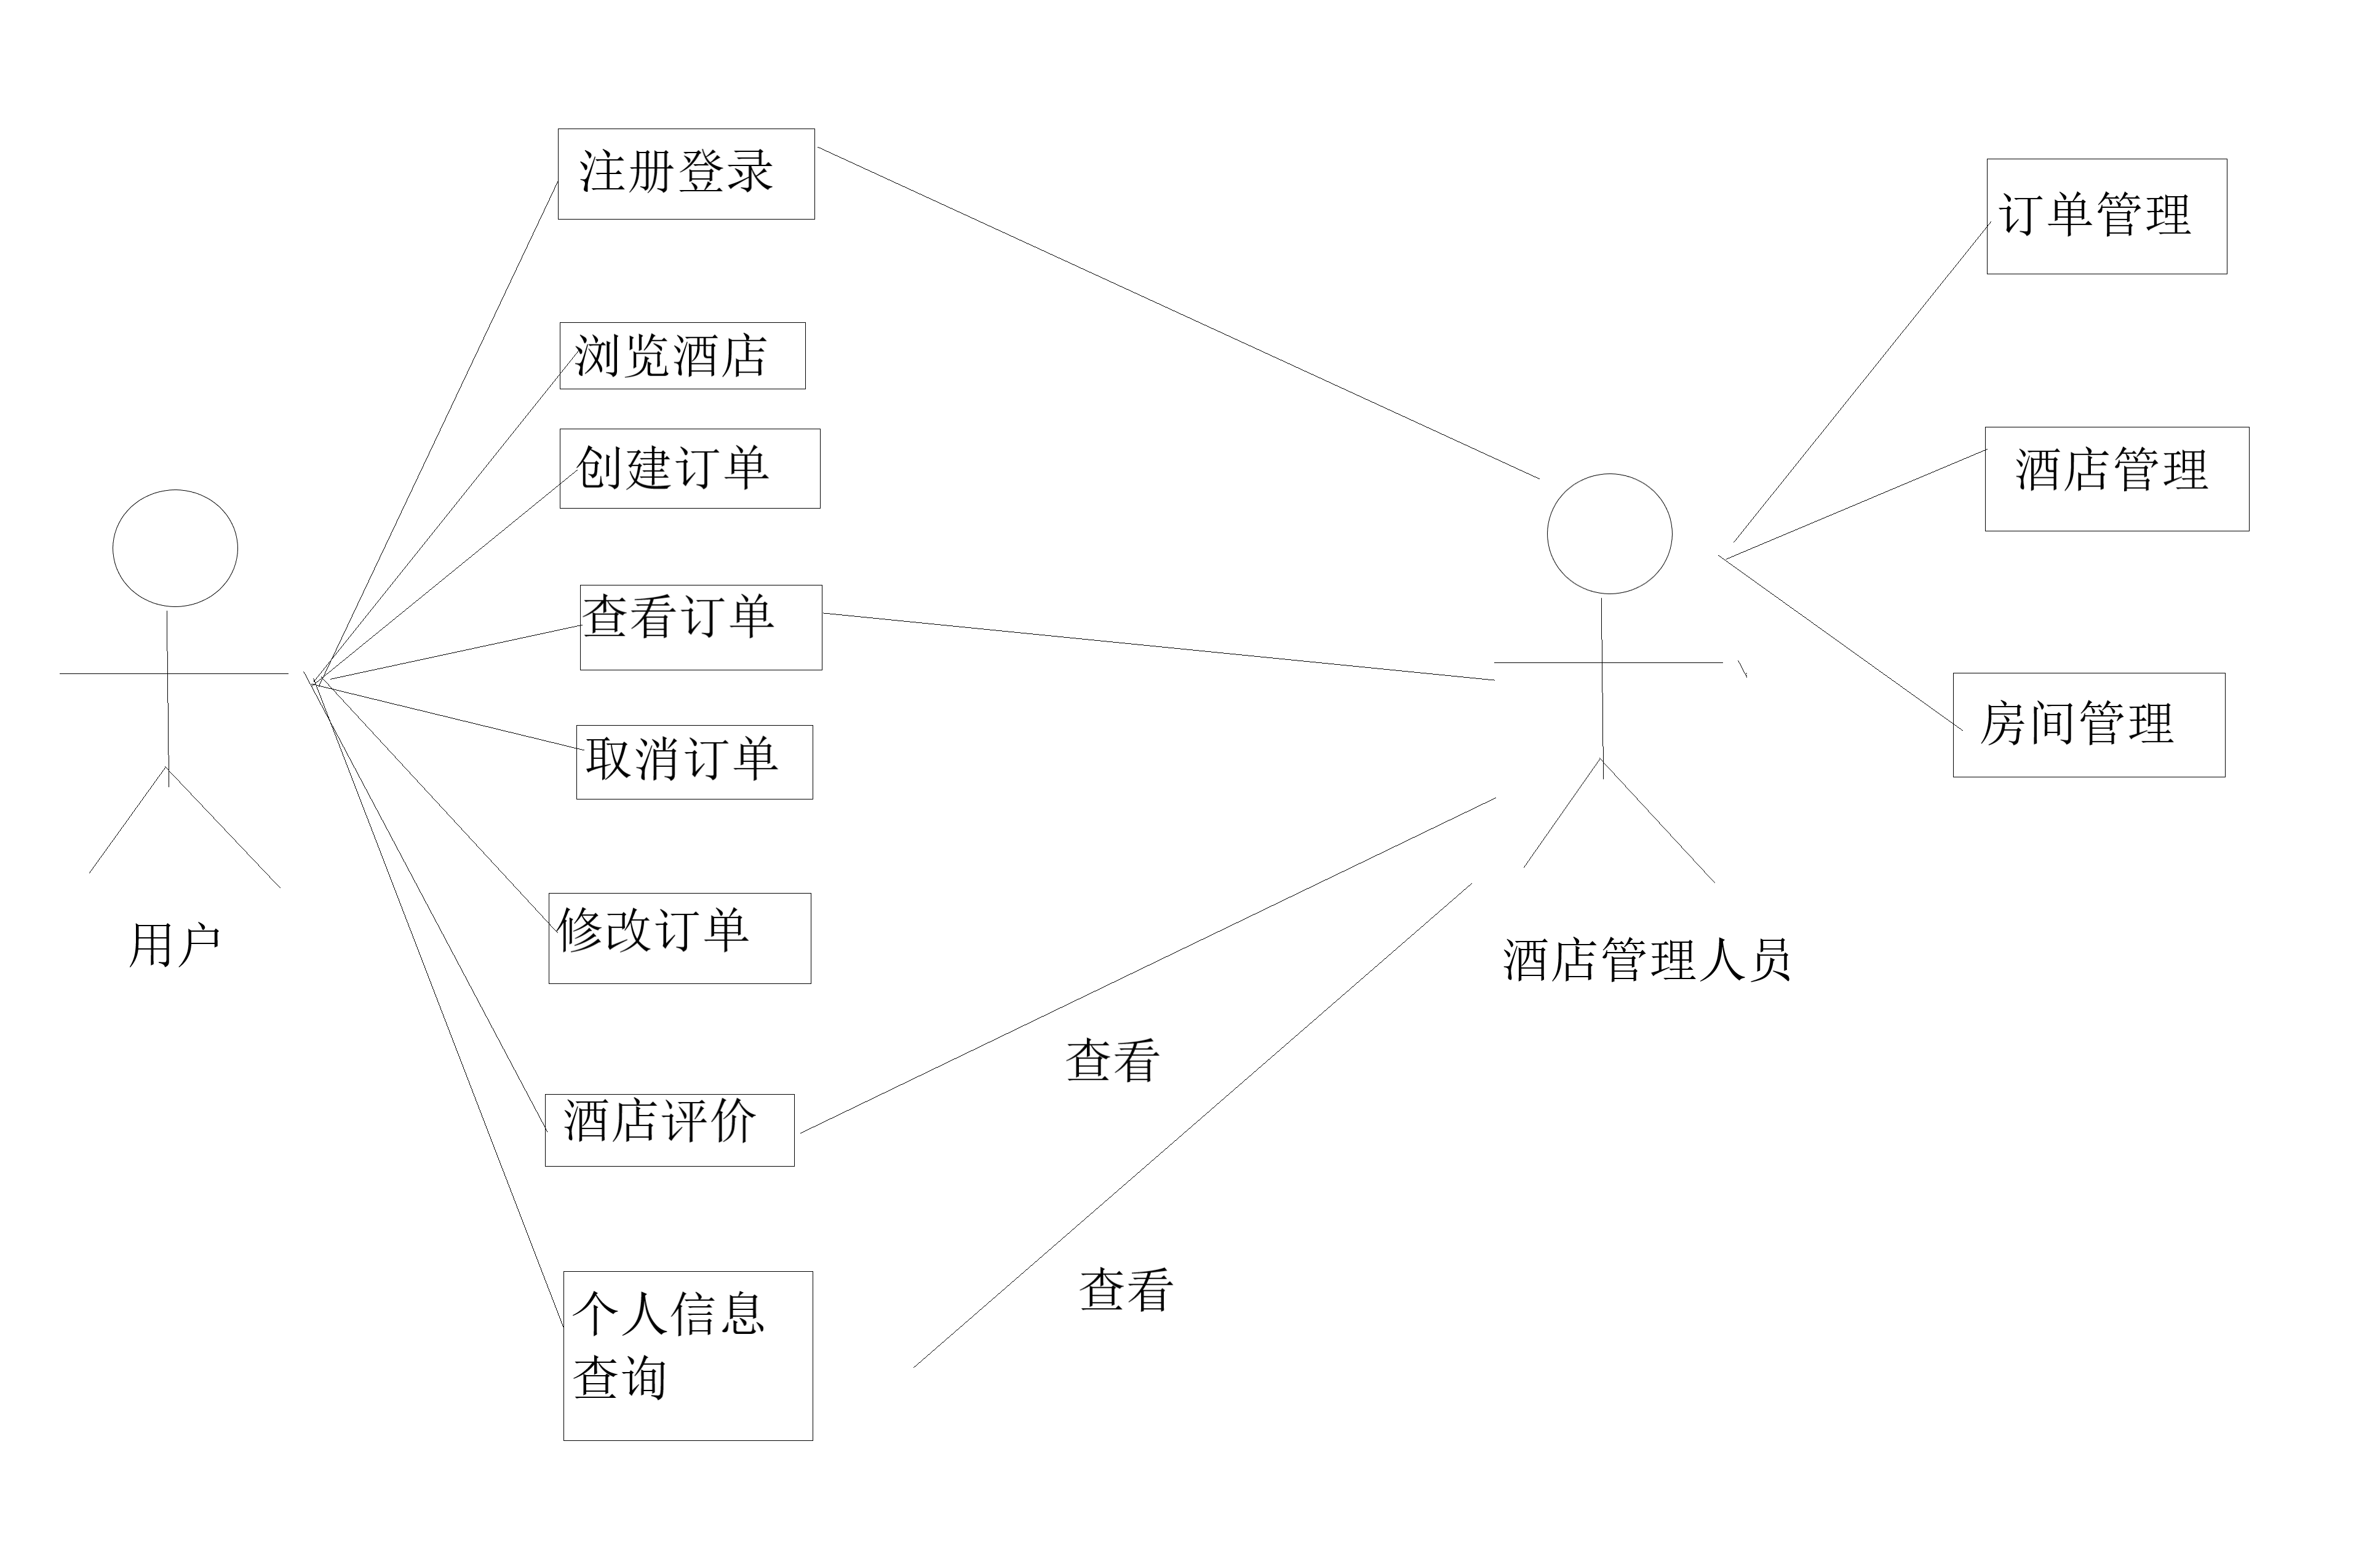 注册登录
订单管理
浏览酒店
创建订单
酒店管理
查看订单
取消订单
房间管理
修改订单
用户
酒店管理人员
查看
酒店评价
查看
个人信息
查询